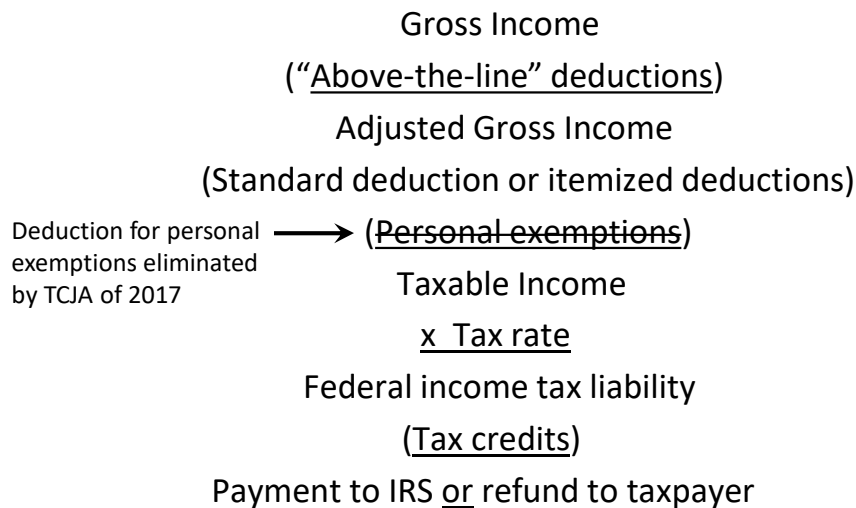 Gross Income
(“Above-the-line” deductions)
Adjusted Gross Income
(Standard deduction or itemized deductions)
Deduction for personal
exemptions eliminated
by TCJA of 2017
(Personal exemptions)
Taxable Income
x Tax rate
Federal income tax liability
(Tax credits)
Payment to IRS or refund to taxpayer